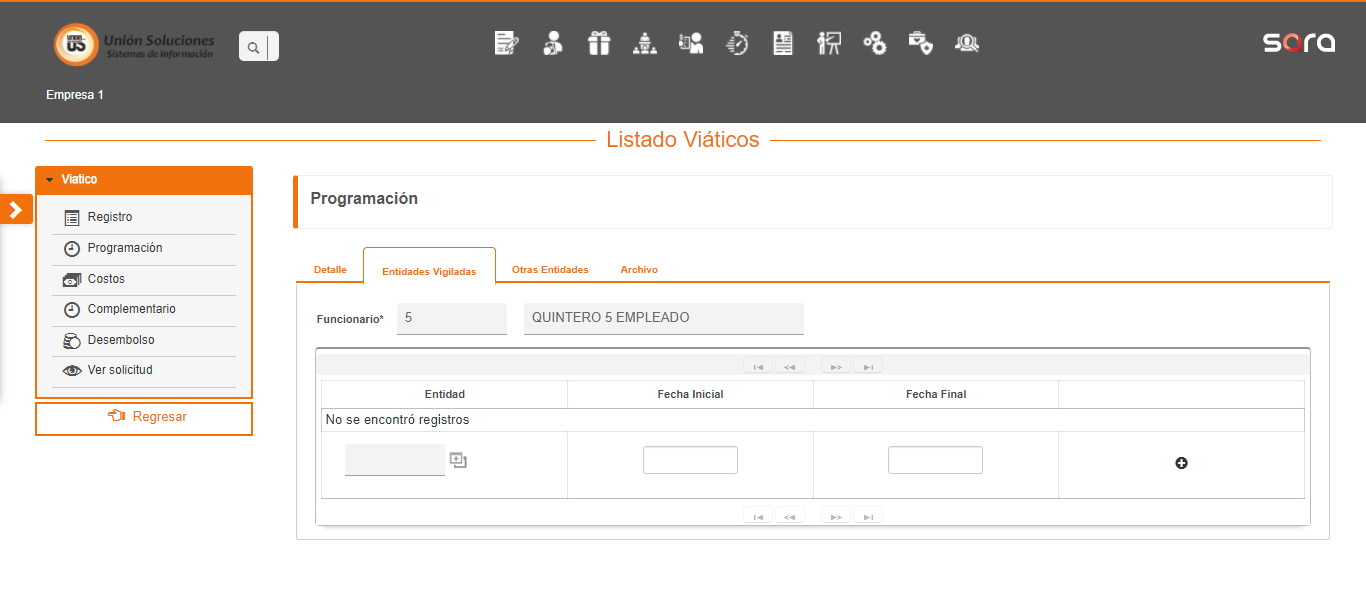 UNION
US
Unión Soluciones
Sistemas de Información
sara
Empresa 1
Listado Viáticos
Viatico
Registro
Programación
Costos
Complementario
Desembolso
Ver solicitud
Regresar
Programación
Detalle
Entidades Vigiladas
Otras Entidades
Archivo
Funcionario*
5
QUINTERO 5 EMPLEADO
Entidad
Fecha Inicial
Fecha Final
No se encontró registros